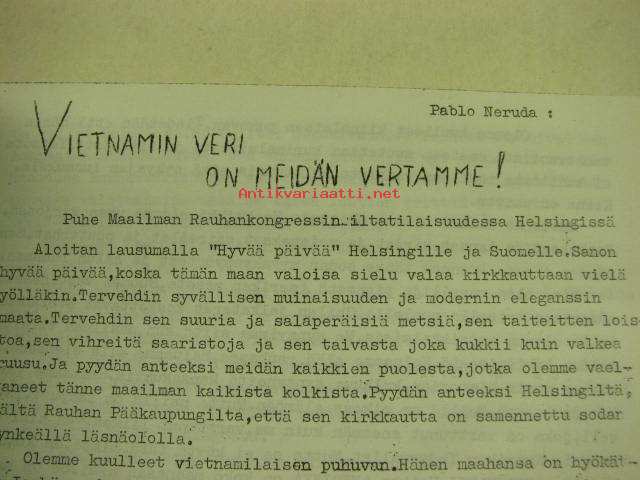 Pablo Neruda :
VIETNAMIN VERI
ON MEIDÄN VERTAMME!
Antikvariaatti.net
Puhe Maailman Rauhankongressin iltatilaisuudessa Helsingissä
Aloitan lausumalla "Hyvää päivää" Helsingille ja Suomelle.Sanon
hyvää päivää,koska tämän maan valoisa sielu valaa kirkkauttaan vielä
yölläkin.Tervehdin syvällisen muinaisuuden ja modernin eleganssin
maata.Tervehdin sen suuria ja salaperäisiä metsiä,sen taiteitten lois-
toa,sen vihreitä saaristoja ja sen taivasta joka kukkii kuin valkea
ruusu.Ja pyydän anteeksi meidän kaikkien puolesta,jotka olemme vael-
taneet tänne maailman kaikista kolkista.Pyydän anteeksi Helsingiltä,
ältä Rauhan Pääkaupungilta,että sen kirkkautta on samennettu sodan
ynkeällä läsnäololla.
Olemme kuulleet vietnamilaisen puhuvan.Hänen maahansa on hyökät-